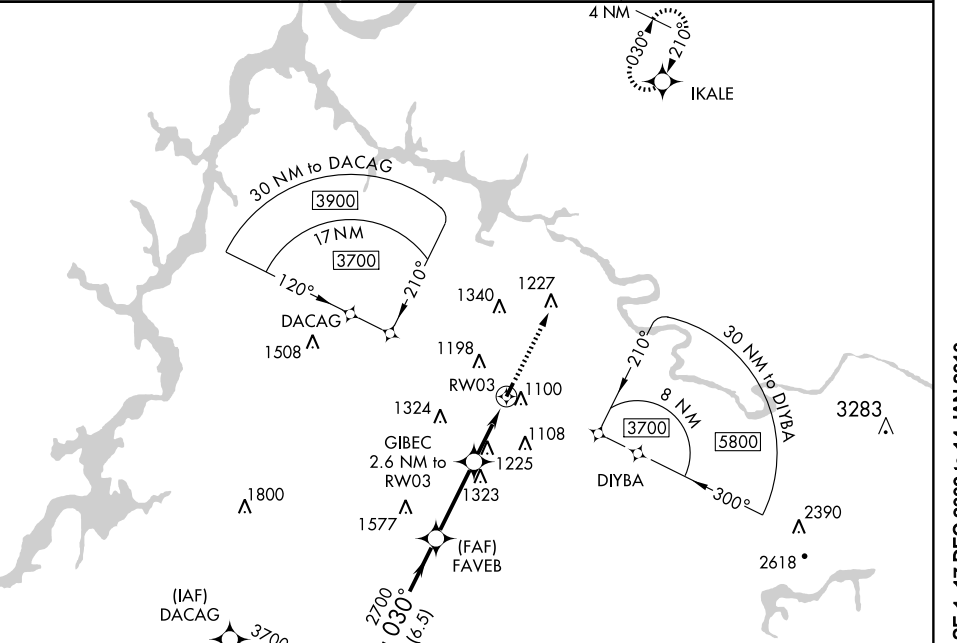 4 NM
030°
210°
IKALE
30 NM to DACAG
3900
17NM
3700
120°
210°
DACAG
1508
1340
1227
1198
RW03
1100
1324
GIBEC
2.6 NM to
RW03
1108
1225
1323
1577
1800
(FAF)
FAVEB
2700
030°
(6.5)
(IAF)
DACAG
3700
210°
30 NM to DIYBA
8 NM
3700
5800
DIYBA
300°
3283
2390
2618